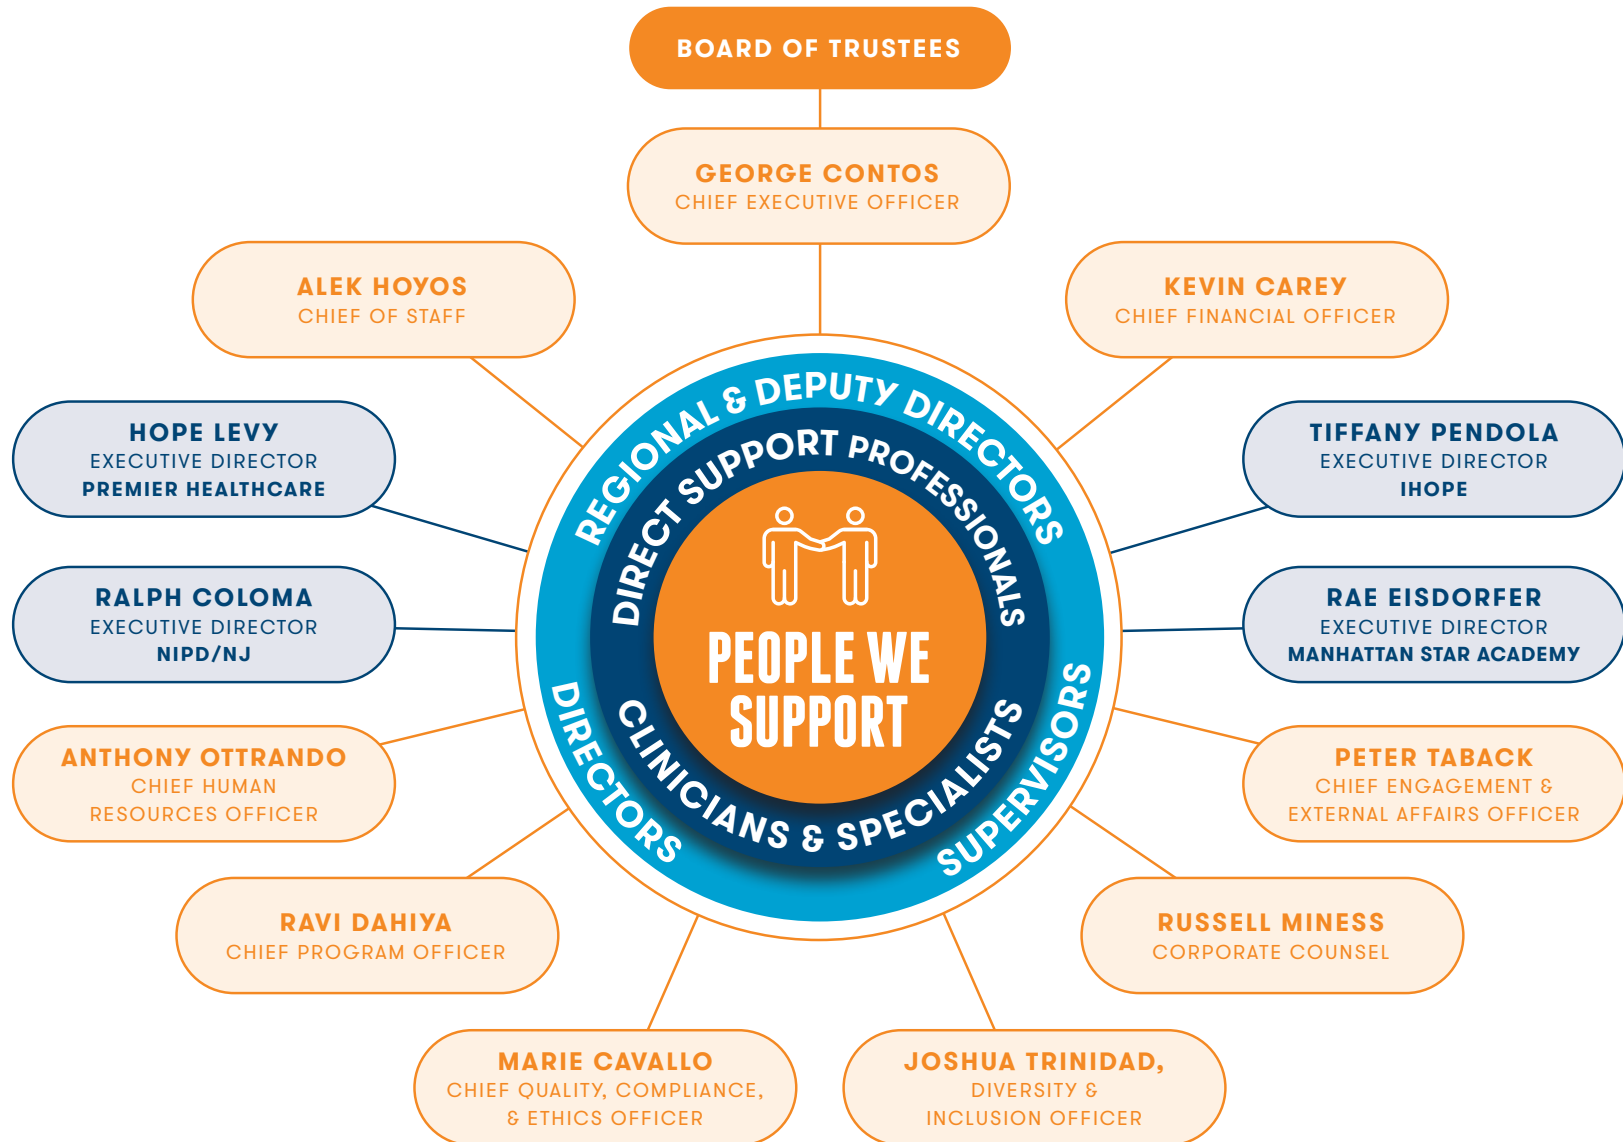 BOARD OF TRUSTEES
GEORGE CONTOS
CHIEF EXECUTIVE OFFICER
ALEK HOYOS
CHIEF OF STAFF
KEVIN CAREY
CHIEF FINANCIAL OFFICER
HOPE LEVY
EXECUTIVE DIRECTOR
PREMIER HEALTHCARE
TIFFANY PENDOLA
EXECUTIVE DIRECTOR
IHOPE
RALPH COLOMA
EXECUTIVE DIRECTOR
NIPD/NJ
RAE EISDORFER
EXECUTIVE DIRECTOR
MANHATTAN STAR ACADEMY
REGIONAL & DEPUTY DIRECTORS
DIRECT SUPPORT PROFESSIONALS
PEOPLE WE
SUPPORT
CLINICIANS & SPECIALISTS
DIRECTORS
SUPERVISORS
ANTHONY OTTRANDO
CHIEF HUMAN
RESOURCES OFFICER
PETER TABACK
CHIEF ENGAGEMENT &
EXTERNAL AFFAIRS OFFICER
RAVI DAHIYA
CHIEF PROGRAM OFFICER
RUSSELL MINESS
CORPORATE COUNSEL
MARIE CAVALLO
CHIEF QUALITY, COMPLIANCE,
& ETHICS OFFICER
JOSHUA TRINIDAD,
DIVERSITY &
INCLUSION OFFICER